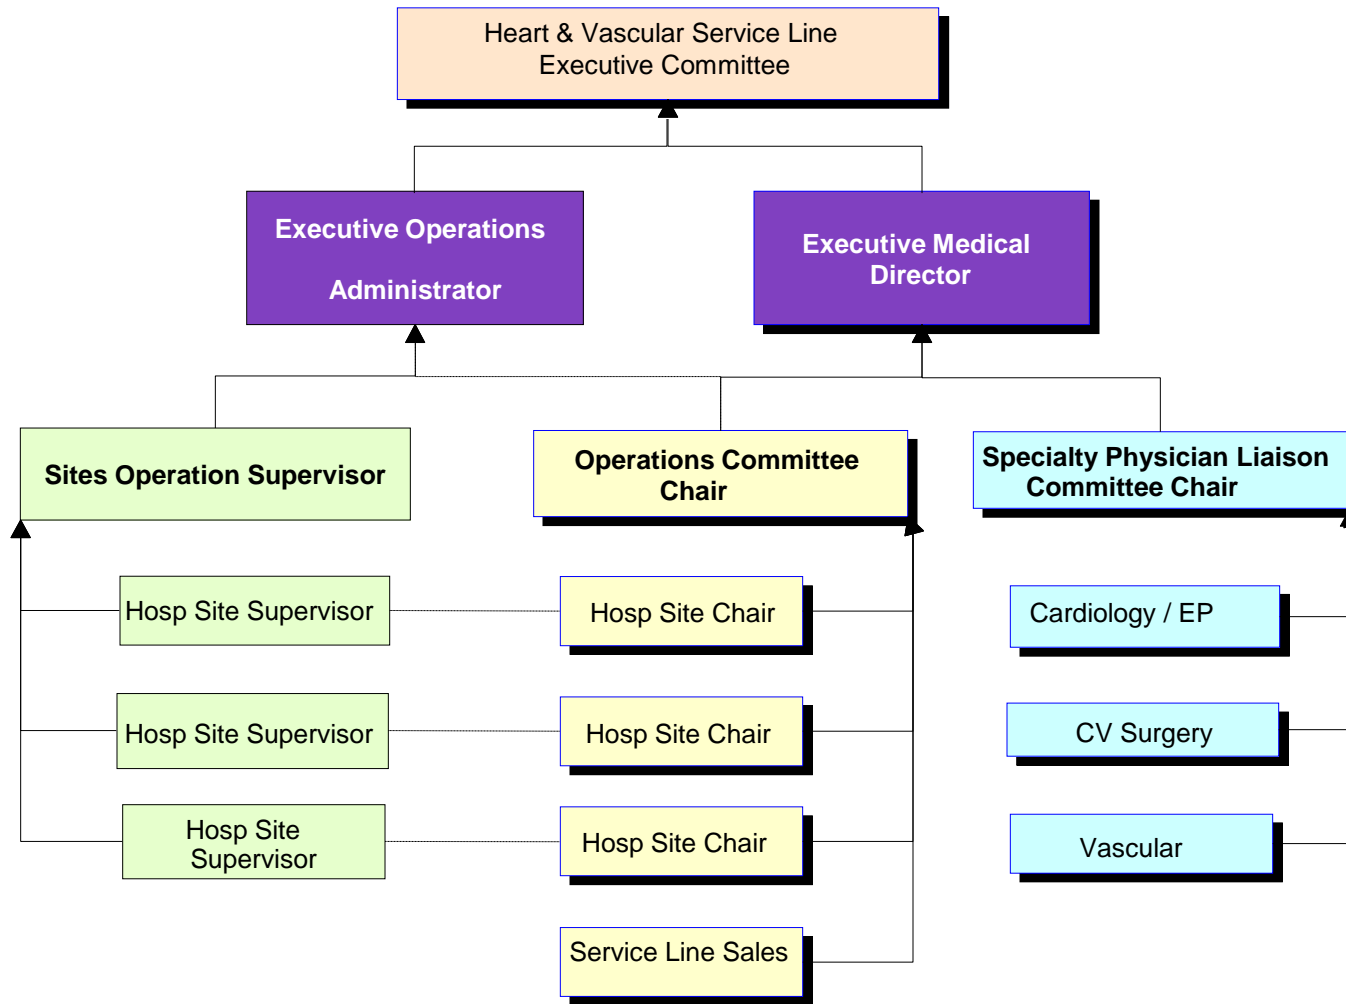 Heart & Vascular Service Line
Executive Committee
Executive Operations
Administrator
Executive Medical
Director
Sites Operation Supervisor
Operations Committee
Chair
Specialty Physician Liaison
Committee Chair
Hosp Site Supervisor
Hosp Site Chair
Cardiology / EP
Hosp Site Supervisor
Hosp Site Chair
CV Surgery
Hosp Site
Supervisor
Hosp Site Chair
Vascular
Service Line Sales